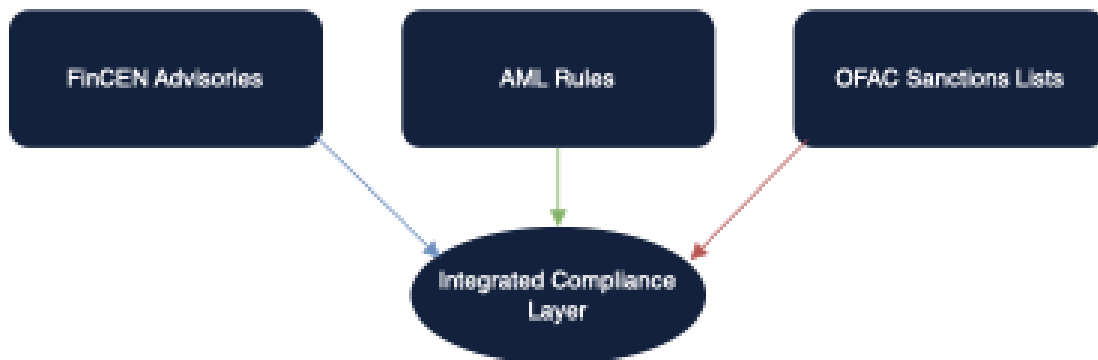 FinCEN Advisories
AML Rules
OFAC Sanctions Lists
Integrated Compliance
Layer